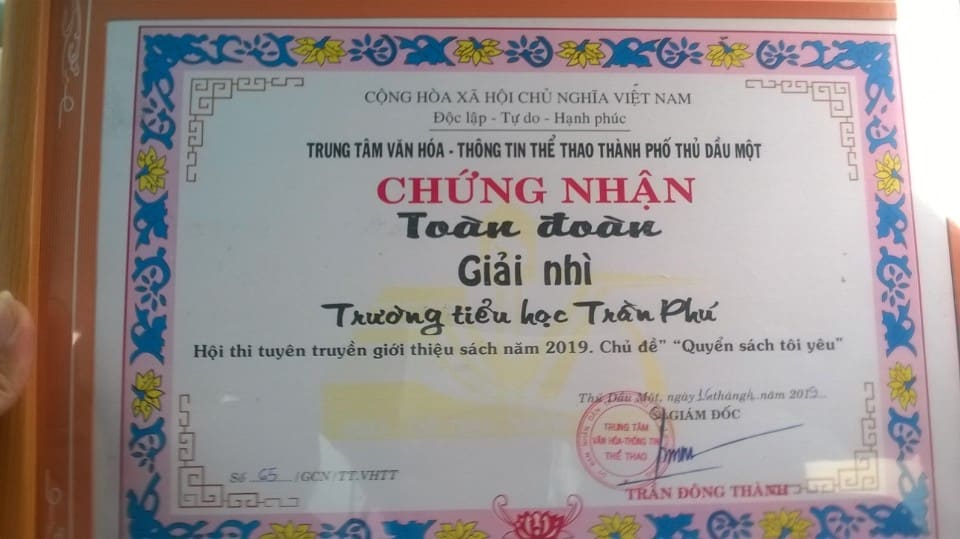 CỘNG HÒA XÃ HỘI CHỦ NGHĨA VIỆT NAM
Độc lập - Tự do - Hạnh phúc
TRUNG TÂM VĂN HÓA - THÔNG TIN THỂ THAO THÀNH PHỐ THỦ DẦU MỘT
CHỨNG NHẬN
Toàn đoàn
Giải nhì
Trường tiểu học Trần Phú
Hội thi tuyên truyền giới thiệu sách năm 2019. Chủ đề" "Quyển sách tôi yêu"
Thủ Dầu Một, ngày 16 tháng 4 năm 2019
GIÁM ĐỐC
TRUNG TÂM
VĂN HÓA-THÔNG TIN
THỂ THAO
Số 65 /GCN/TT.VHTT
TRẦN ĐÔNG THÀNH